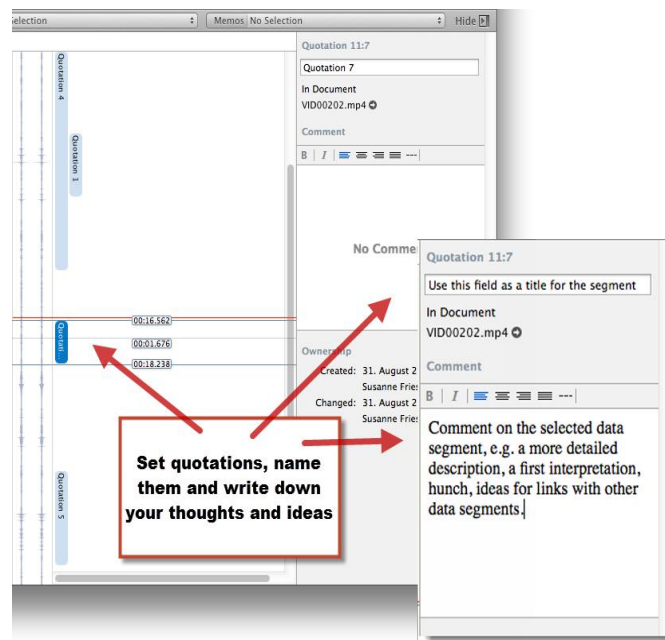 Selection
Memos No Selection
Hide
Quotation 11:7
Quotation 7
In Document
VID00202.mp4
Comment
B I
No Comme
Ownership
Created: 31. August 2
Susanne Fries
Changed: 31. August 2
Susanne Fries
Quotation 4
Quotation 1
00:16.562
Quotati...
00:01.676
00:18.238
Quotation 5
Set quotations, name
them and write down
your thoughts and ideas
Quotation 11:7
Use this field as a title for the segment
In Document
VID00202.mp4
Comment
B I
Comment on the selected data
segment, e.g. a more detailed
description, a first interpretation,
hunch, ideas for links with other
data segments.